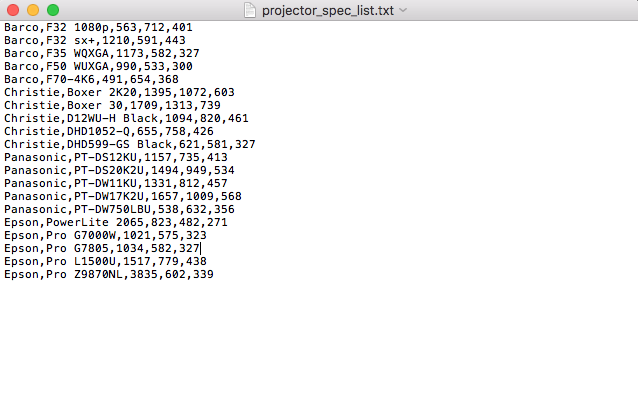 projector_spec_list.txt
Barco,F32 1080p,563,712,401
Barco,F32 sx+,1210,591,443
Barco,F35 WQXGA,1173,582,327
Barco,F50 WUXGA,990,533,300
Barco,F70-4K6,491,654,368
Christie,Boxer 2K20,1395,1072,603
Christie,Boxer 30,1709,1313,739
Christie,D12WU-H Black,1094,820,461
Christie,DHD1052-Q,655,758,426
Christie,DHD599-GS Black,621,581,327
Panasonic,PT-DS12KU,1157,735,413
Panasonic,PT-DS20K2U,1494,949,534
Panasonic,PT-DW11KU,1331,812,457
Panasonic,PT-DW17K2U,1657,1009,568
Panasonic,PT-DW750LBU,538,632,356
Epson,PowerLite 2065,823,482,271
Epson,Pro G7000W,1021,575,323
Epson,Pro G7805,1034,582,327
Epson,Pro L1500U,1517,779,438
Epson,Pro Z9870NL,3835,602,339